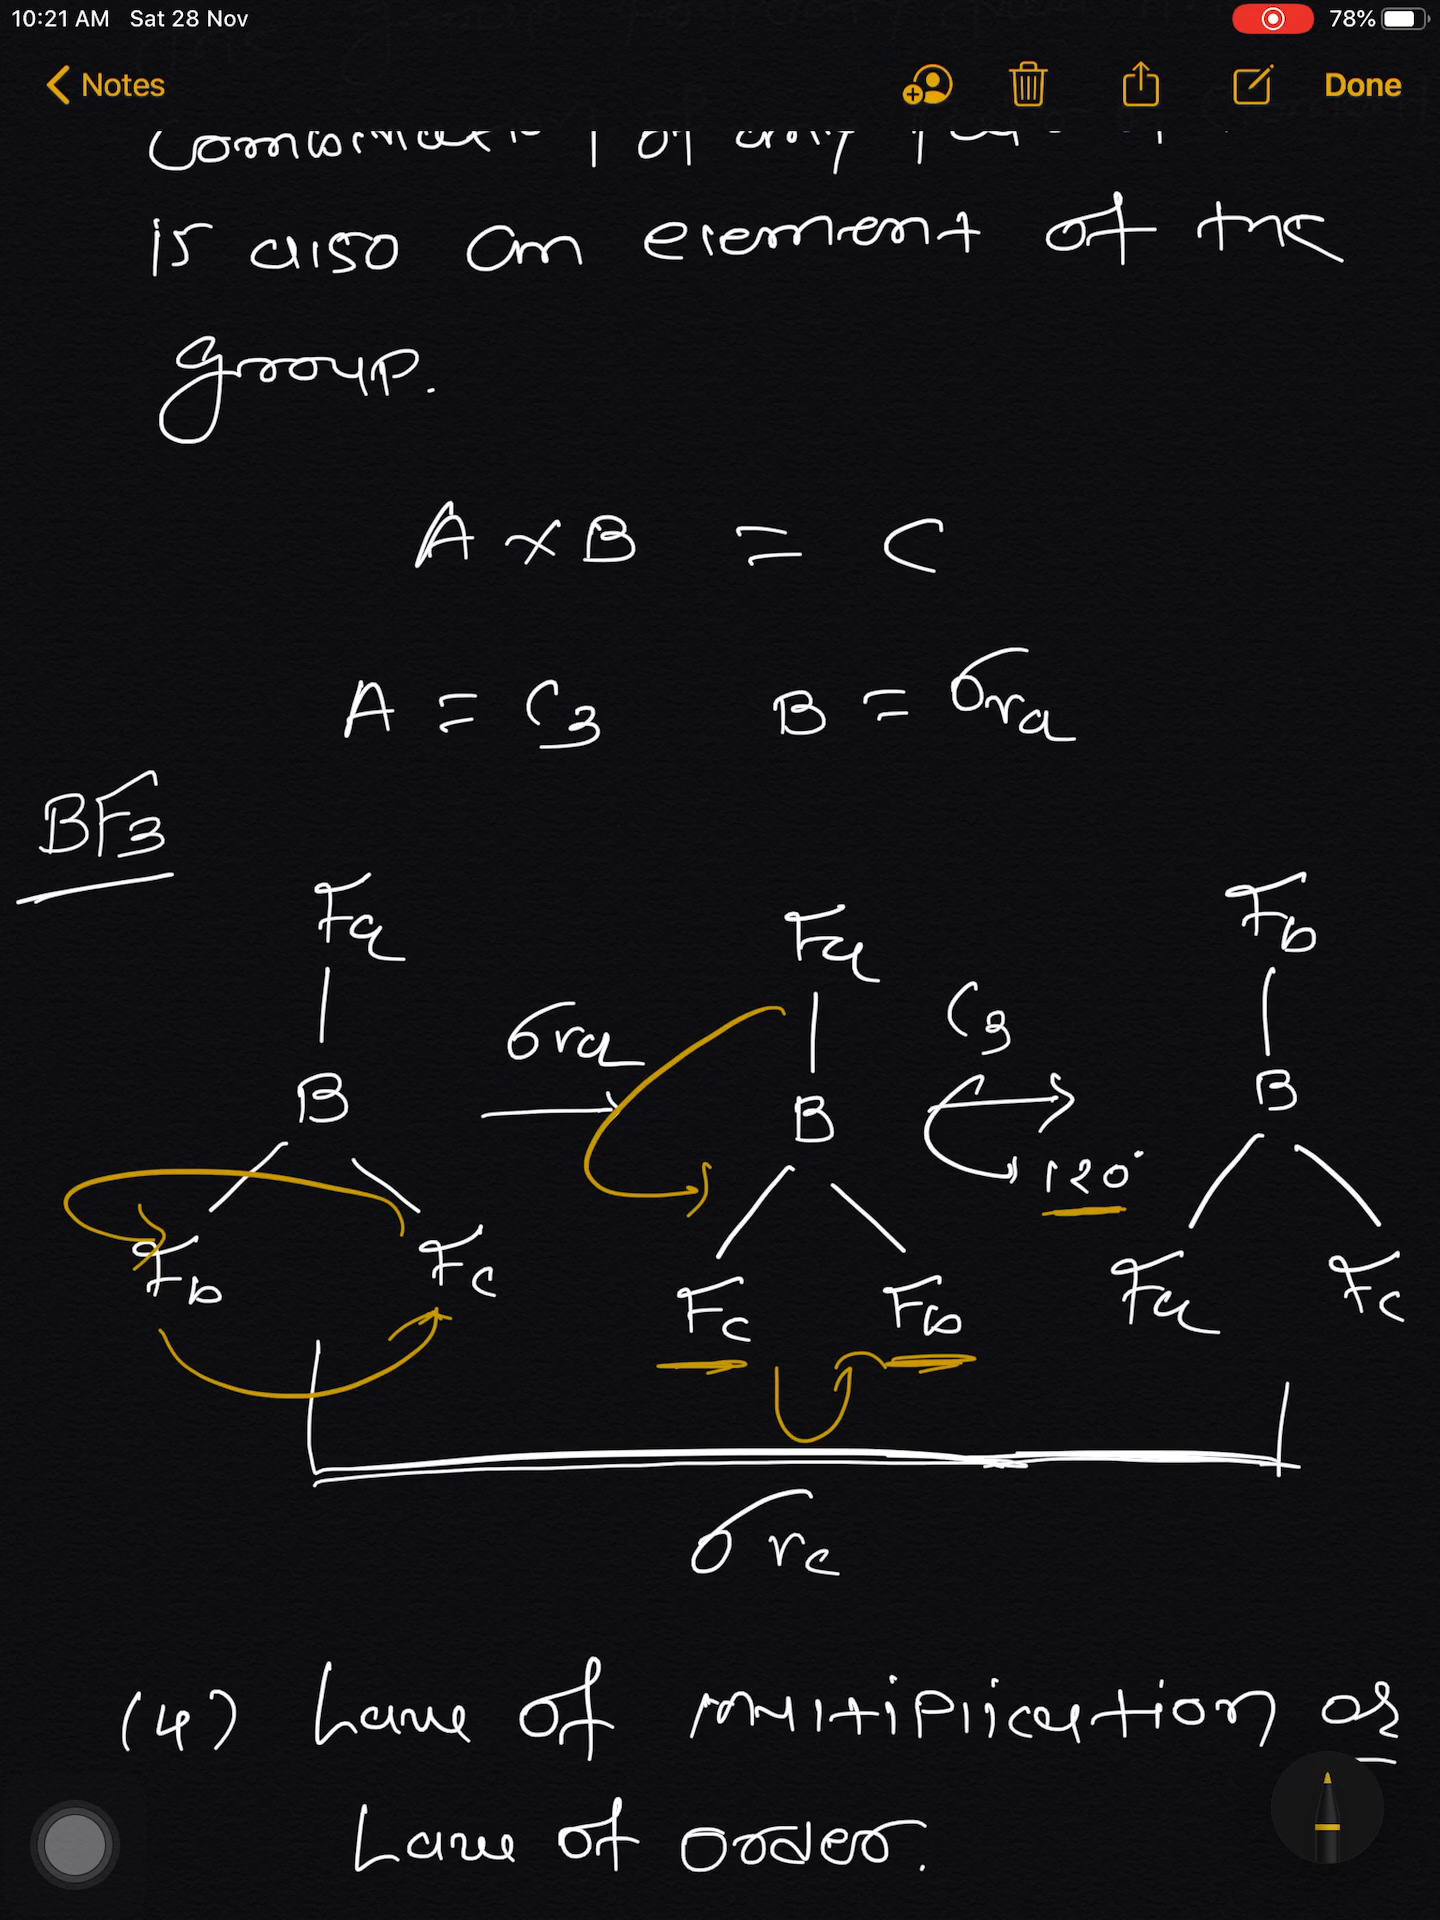 10:21 AM Sat 28 Nov 78%
Notes Done
is also an element of the
group.
A × B = C
A = C3 B = σva
BF3
Fa Fa Fb
σva C3
B B B
120°
Fb Fc Fc Fb Fa Fc
σvc
(4) Law of multiplication or
Law of order.